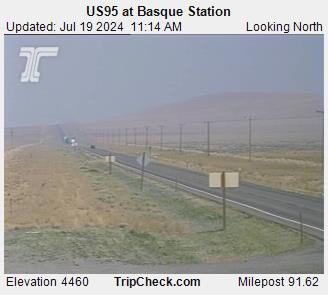 US95 at Basque Station
Updated: Jul 19 2024 11:14 AM Looking North
Elevation 4460 TripCheck.com Milepost 91.62